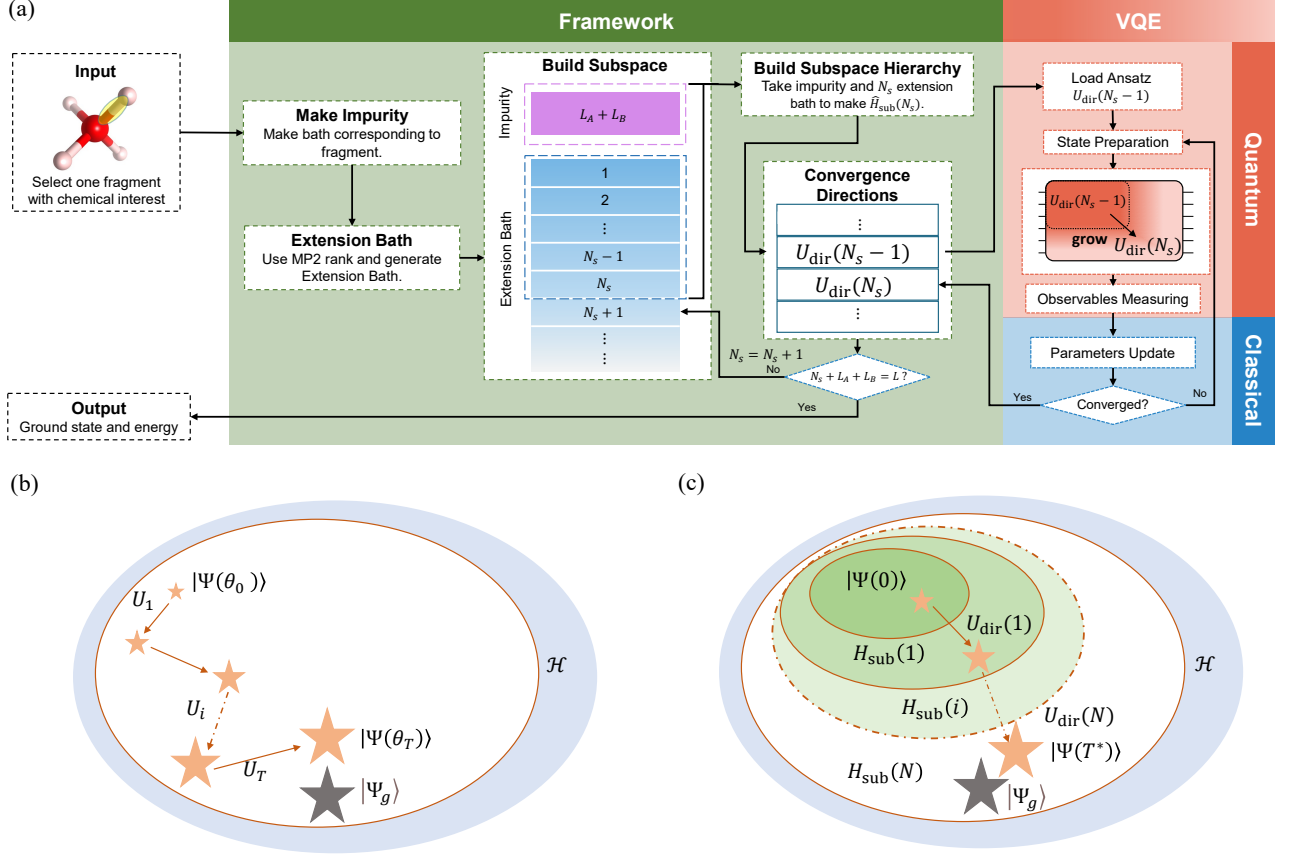 (a)
Framework
VQE
Input
Select one fragment
with chemical interest
Make Impurity
Make bath corresponding to
fragment.
Extension Bath
Use MP2 rank and generate
Extension Bath.
Build Subspace
Impurity
L_A + L_B
Extension Bath
1
2
⋮
N_s − 1
N_s
N_s + 1
⋮
⋮
Build Subspace Hierarchy
Take impurity and N_s extension
bath to make H̃_sub(N_s).
Convergence
Directions
⋮
U_dir(N_s − 1)
U_dir(N_s)
⋮
N_s = N_s + 1
No
N_s + L_A + L_B = L ?
Yes
Output
Ground state and energy
Load Ansatz
U_dir(N_s − 1)
State Preparation
U_dir(N_s − 1)
grow
U_dir(N_s)
Observables Measuring
Parameters Update
Converged?
Yes
No
Quantum
Classical
(b)
|Ψ(θ_0 )⟩
U_1
U_i
U_T
|Ψ(θ_T)⟩
|Ψ_g⟩
ℋ
(c)
|Ψ(0)⟩
U_dir(1)
H_sub(1)
H_sub(i)
U_dir(N)
|Ψ(T*)⟩
H_sub(N)
|Ψ_g⟩
ℋ